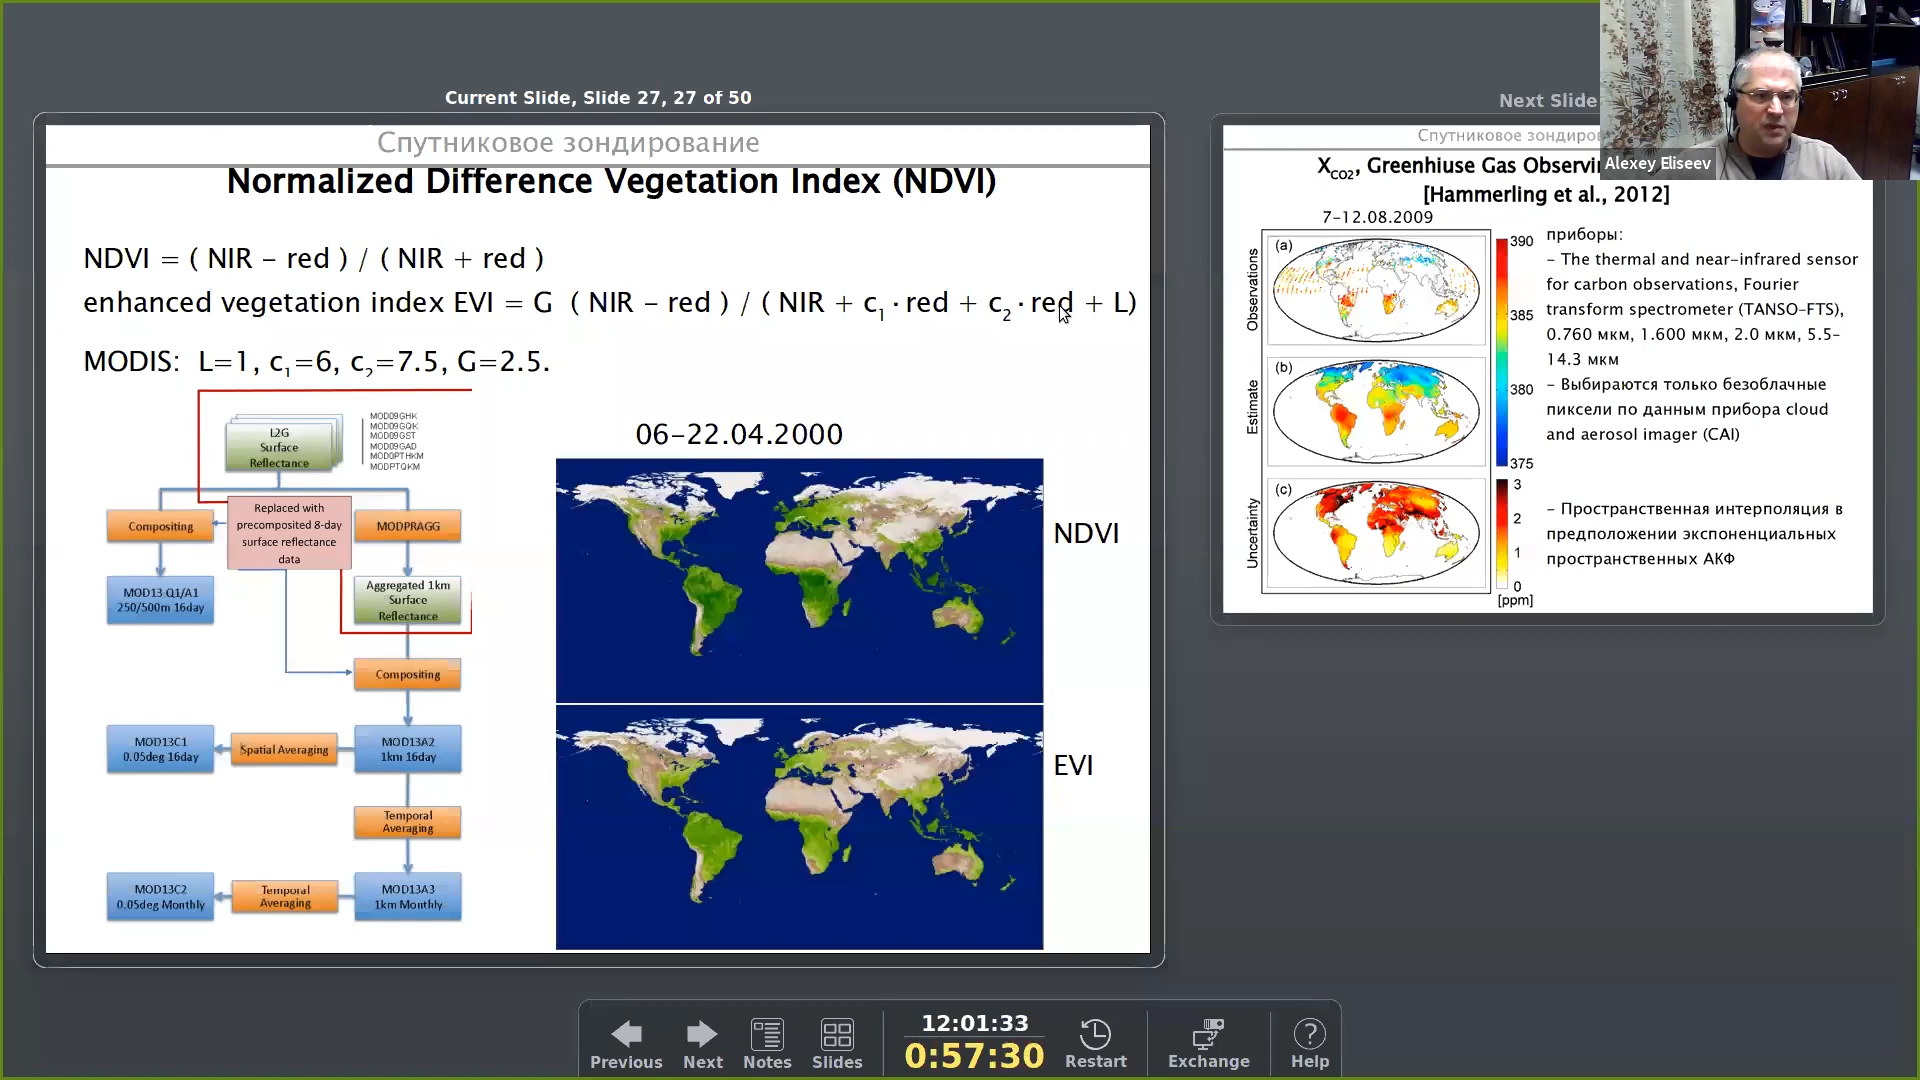 Current Slide, Slide 27, 27 of 50
Спутниковое зондирование
Normalized Difference Vegetation Index (NDVI)
NDVI = ( NIR – red ) / ( NIR + red )
enhanced vegetation index EVI = G ( NIR – red ) / ( NIR + c1 · red + c2 · red + L)
MODIS: L=1, c1=6, c2=7.5, G=2.5.
L2G
Surface
Reflectance
MOD09GHK
MOD09GQK
MOD09GST
MOD09GAD
MODPTHKM
MODPTQKM
Compositing
Replaced with
precomposited 8-day
surface reflectance
data
MODPRAGG
MOD13 Q1/A1
250/500m 16day
Aggregated 1km
Surface
Reflectance
Compositing
MOD13C1
0.05deg 16day
Spatial Averaging
MOD13A2
1km 16day
Temporal
Averaging
MOD13C2
0.05deg Monthly
Temporal
Averaging
MOD13A3
1km Monthly
06–22.04.2000
NDVI
EVI
Next Slide
Спутниковое зондиров
XCO2, Greenhiuse Gas Observin
[Hammerling et al., 2012]
7–12.08.2009
Observations
(a)
Estimate
(b)
Uncertainty
(c)
390
385
380
375
3
2
1
0
[ppm]
приборы:
– The thermal and near-infrared sensor
for carbon observations, Fourier
transform spectrometer (TANSO-FTS),
0.760 мкм, 1.600 мкм, 2.0 мкм, 5.5–
14.3 мкм
– Выбираются только безоблачные
пиксели по данным прибора cloud
and aerosol imager (CAI)
– Пространственная интерполяция в
предположении экспоненциальных
пространственных АКФ
Alexey Eliseev
Previous
Next
Notes
Slides
12:01:33
0:57:30
Restart
Exchange
Help